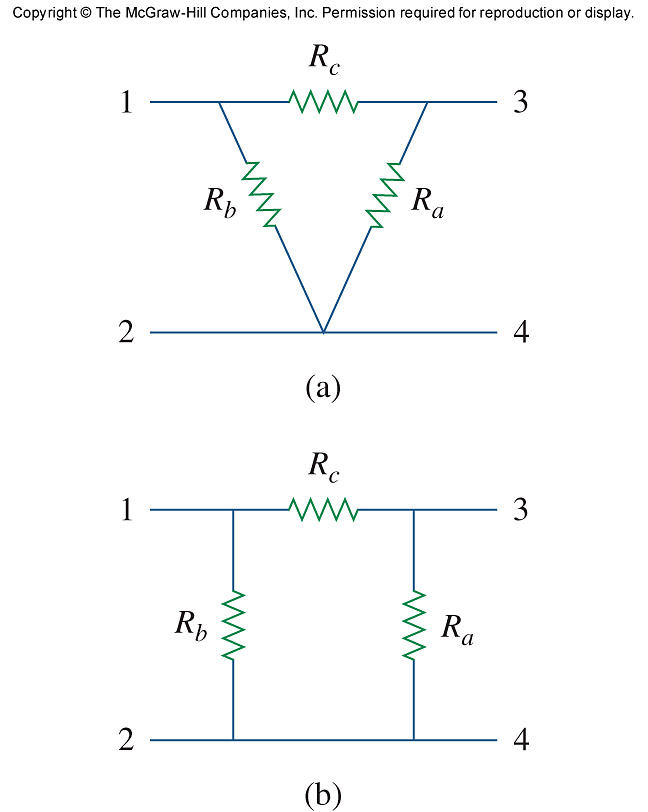 Copyright © The McGraw-Hill Companies, Inc. Permission required for reproduction or display.
Rc
1 3
Rb Ra
2 4
(a)
Rc
1 3
Rb Ra
2 4
(b)